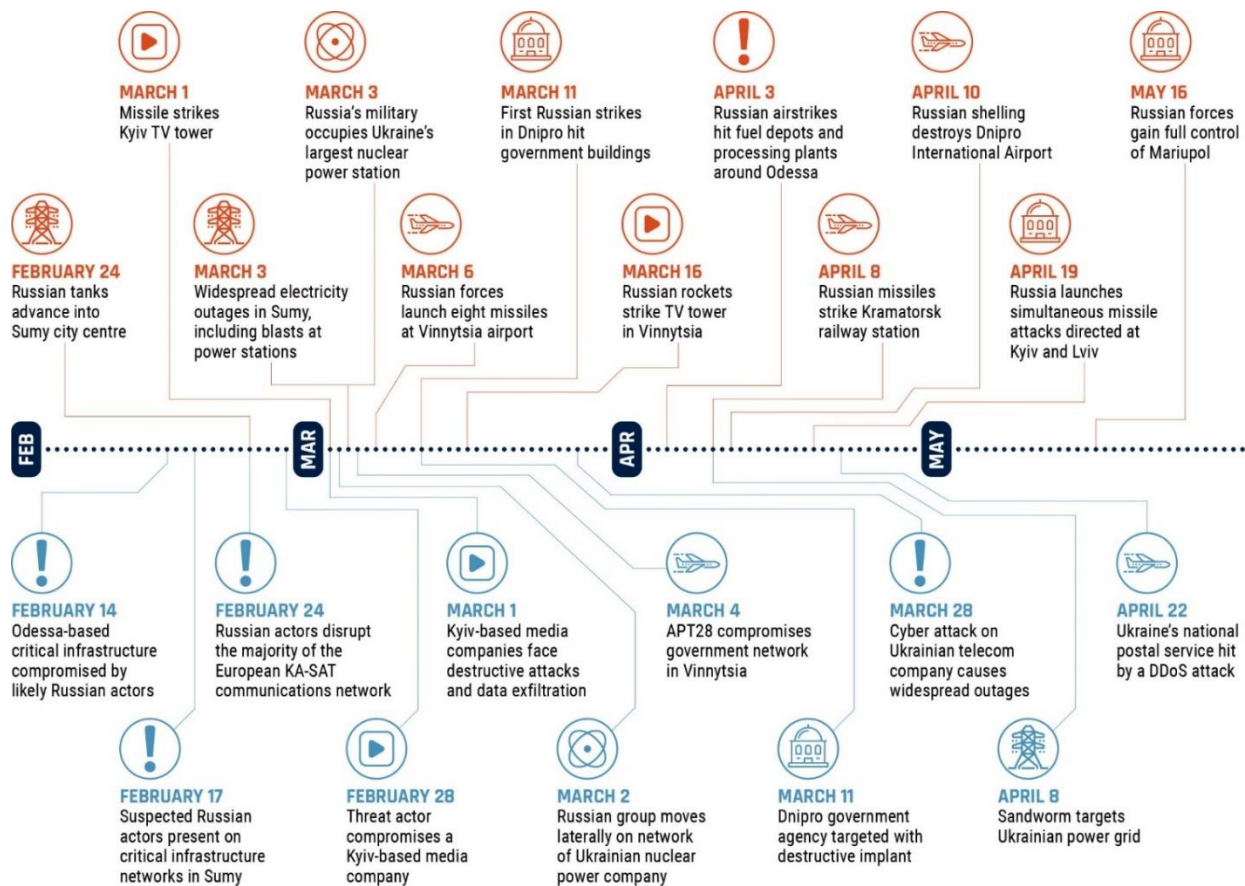 MARCH 1
Missile strikes
Kyiv TV tower
MARCH 3
Russia's military
occupies Ukraine's
largest nuclear
power station
MARCH 11
First Russian strikes
in Dnipro hit
government buildings
APRIL 3
Russian airstrikes
hit fuel depots and
processing plants
around Odessa
APRIL 10
Russian shelling
destroys Dnipro
International Airport
MAY 16
Russian forces
gain full control
of Mariupol
FEBRUARY 24
Russian tanks
advance into
Sumy city centre
MARCH 3
Widespread electricity
outages in Sumy,
including blasts at
power stations
MARCH 6
Russian forces
launch eight missiles
at Vinnytsia airport
MARCH 16
Russian rockets
strike TV tower
in Vinnytsia
APRIL 8
Russian missiles
strike Kramatorsk
railway station
APRIL 19
Russia launches
simultaneous missile
attacks directed at
Kyiv and Lviv
FEB
MAR
APR
MAY
FEBRUARY 14
Odessa-based
critical infrastructure
compromised by
likely Russian actors
FEBRUARY 24
Russian actors disrupt
the majority of the
European KA-SAT
communications network
MARCH 1
Kyiv-based media
companies face
destructive attacks
and data exfiltration
MARCH 4
APT28 compromises
government network
in Vinnytsia
MARCH 28
Cyber attack on
Ukrainian telecom
company causes
widespread outages
APRIL 22
Ukraine's national
postal service hit
by a DDoS attack
FEBRUARY 17
Suspected Russian
actors present on
critical infrastructure
networks in Sumy
FEBRUARY 28
Threat actor
compromises a
Kyiv-based media
company
MARCH 2
Russian group moves
laterally on network
of Ukrainian nuclear
power company
MARCH 11
Dnipro government
agency targeted with
destructive implant
APRIL 8
Sandworm targets
Ukrainian power grid